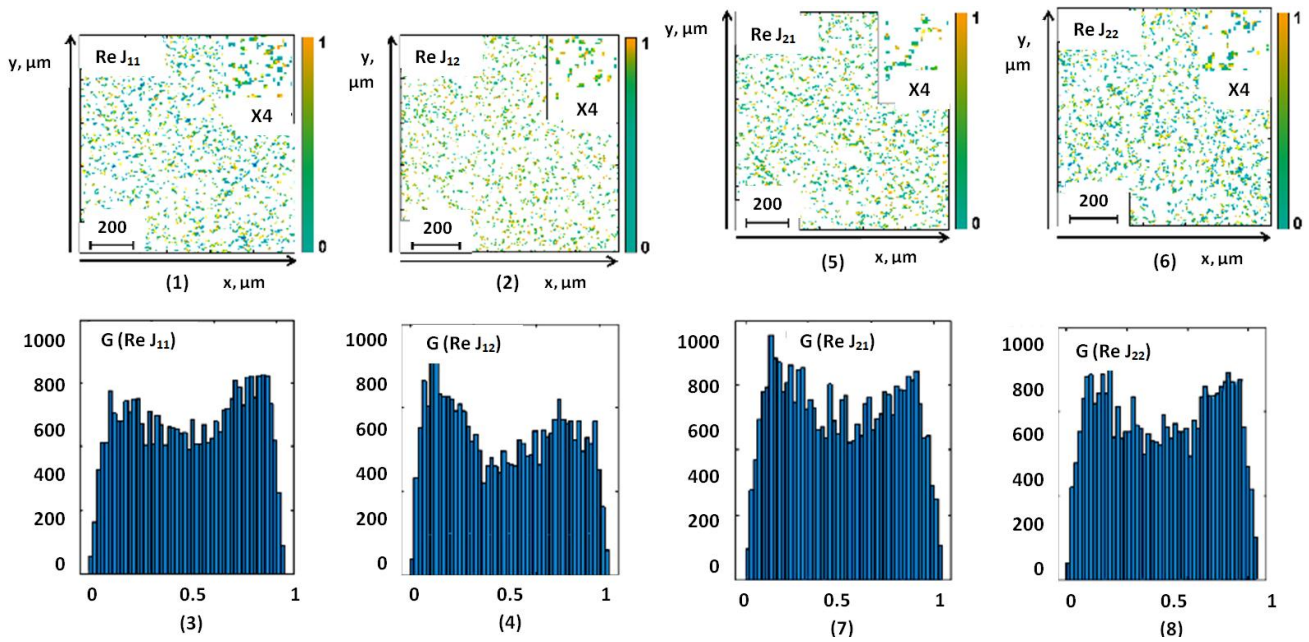 y, µm
Re J11
X4
200
1
0
x, µm
(1)
y,
µm
Re J12
X4
200
1
0
x, µm
(2)
y, µm
Re J21
X4
200
1
0
x, µm
(5)
y,
µm
Re J22
X4
200
1
0
x, µm
(6)
G (Re J11)
1000
800
600
400
200
0
0 0.5 1
(3)
G (Re J12)
1000
800
600
400
200
0
0 0.5 1
(4)
G (Re J21)
1000
800
600
400
200
0
0 0.5 1
(7)
G (Re J22)
1000
800
600
400
200
0
0 0.5 1
(8)